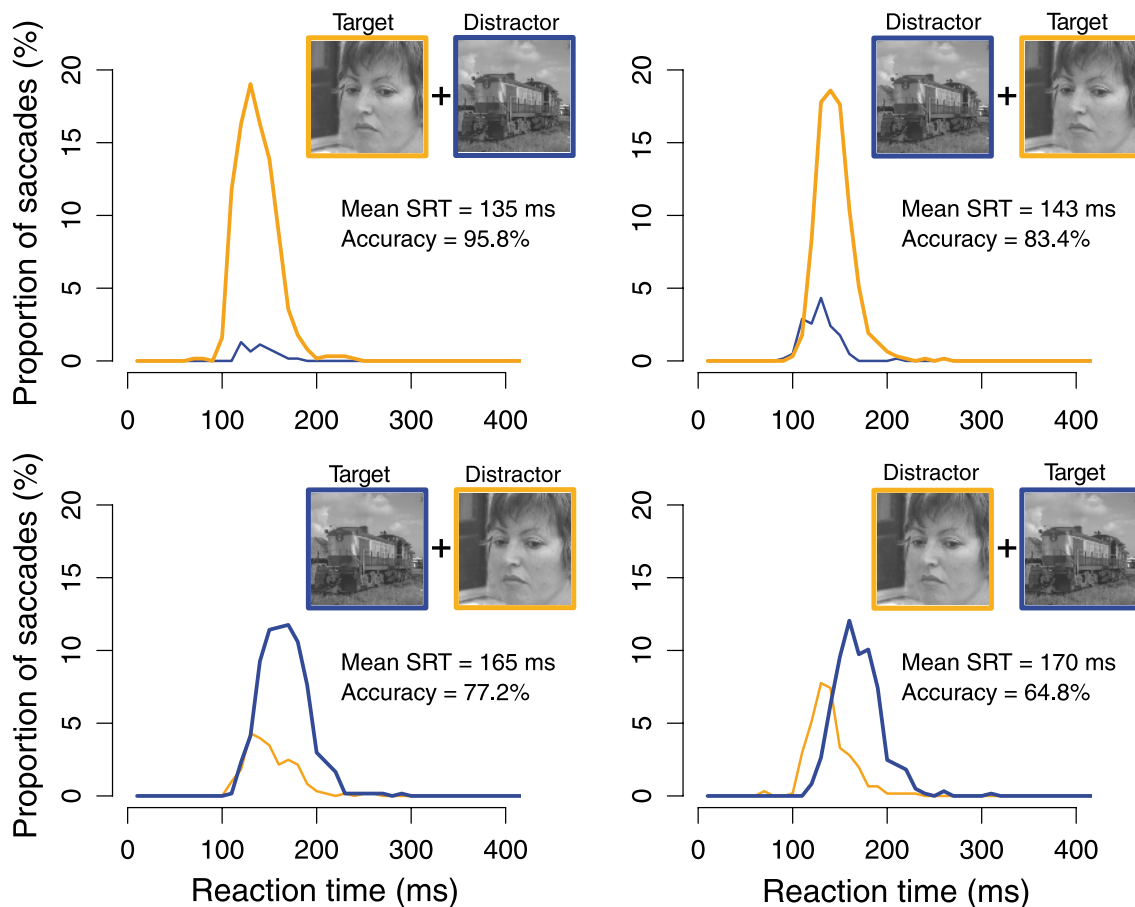 Target Distractor
+
Mean SRT = 135 ms
Accuracy = 95.8%
Proportion of saccades (%)
20
15
10
5
0
0 100 200 300 400
Distractor Target
+
Mean SRT = 143 ms
Accuracy = 83.4%
20
15
10
5
0
0 100 200 300 400
Target Distractor
+
Mean SRT = 165 ms
Accuracy = 77.2%
Proportion of saccades (%)
20
15
10
5
0
0 100 200 300 400
Reaction time (ms)
Distractor Target
+
Mean SRT = 170 ms
Accuracy = 64.8%
20
15
10
5
0
0 100 200 300 400
Reaction time (ms)